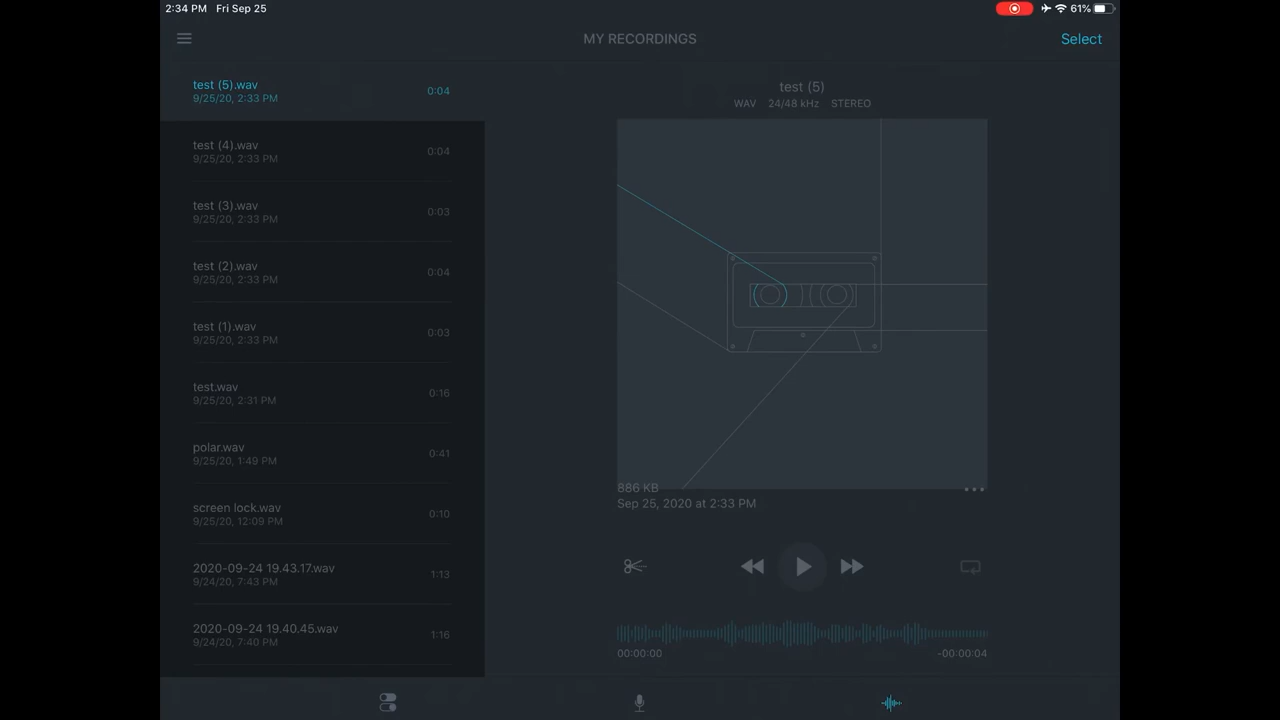 2:34 PM Fri Sep 25
61%
MY RECORDINGS
Select
test (5).wav
9/25/20, 2:33 PM
0:04
test (4).wav
9/25/20, 2:33 PM
0:04
test (3).wav
9/25/20, 2:33 PM
0:03
test (2).wav
9/25/20, 2:33 PM
0:04
test (1).wav
9/25/20, 2:33 PM
0:03
test.wav
9/25/20, 2:31 PM
0:16
polar.wav
9/25/20, 1:49 PM
0:41
screen lock.wav
9/25/20, 12:09 PM
0:10
2020-09-24 19.43.17.wav
9/24/20, 7:43 PM
1:13
2020-09-24 19.40.45.wav
9/24/20, 7:40 PM
1:16
test (5)
WAV 24/48 kHz STEREO
886 KB
Sep 25, 2020 at 2:33 PM
00:00:00
-00:00:04